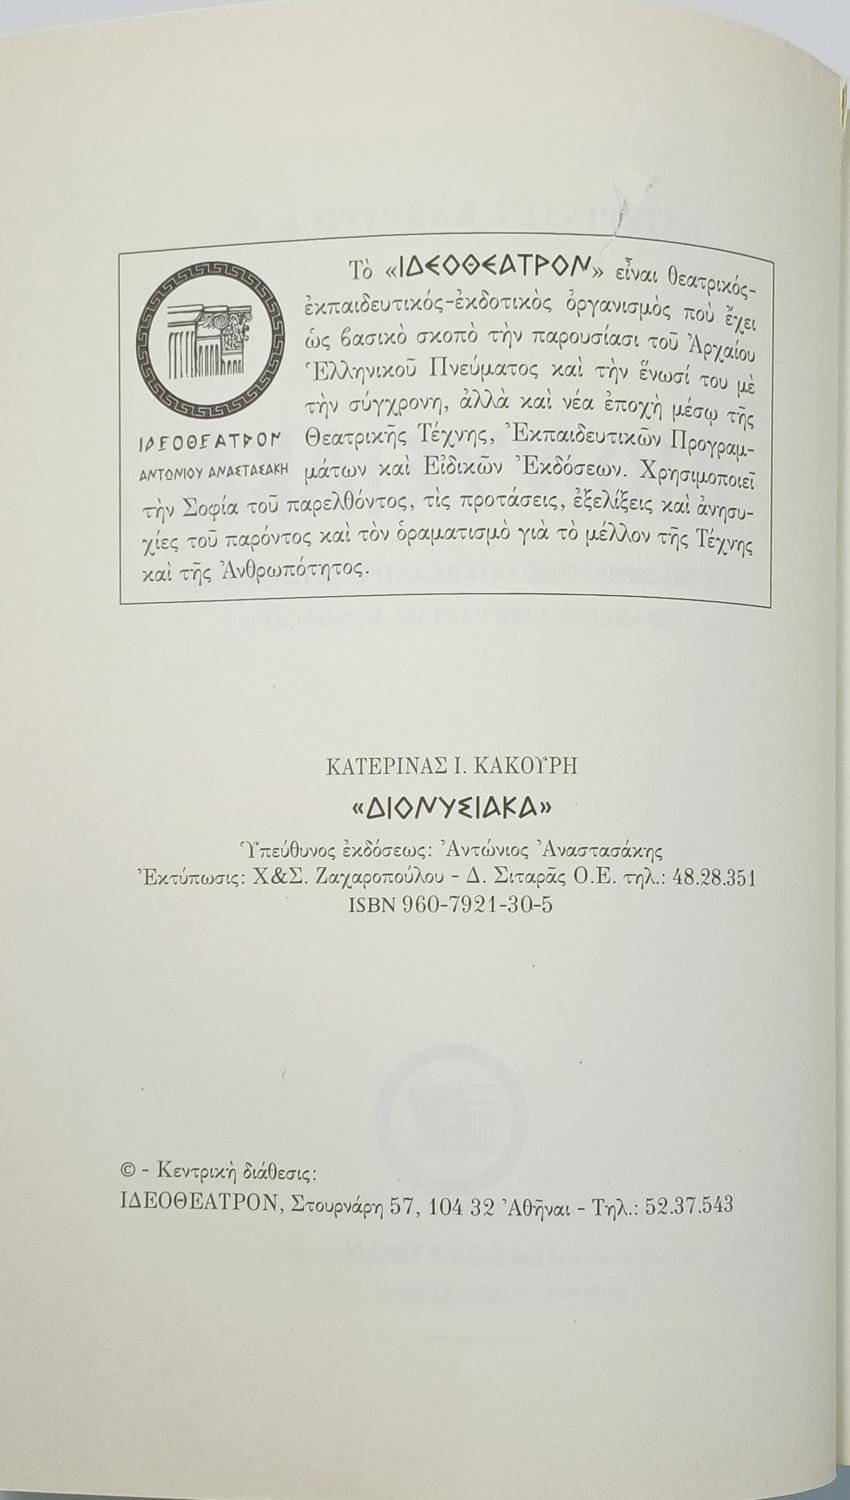 Τὸ «ΙΔΕΟΘΕΑΤΡΟΝ» εἶναι θεατρικός-
ἐκπαιδευτικός-ἐκδοτικὸς ὀργανισμὸς ποὺ ἔχει
ὡς βασικὸ σκοπὸ τὴν παρουσίασι τοῦ Ἀρχαίου
Ἑλληνικοῦ Πνεύματος καὶ τὴν ἕνωσί του μὲ
τὴν σύγχρονη, ἀλλὰ καὶ νέα ἐποχὴ μέσῳ τῆς
Θεατρικῆς Τέχνης, Ἐκπαιδευτικῶν Προγραμ-
μάτων καὶ Εἰδικῶν Ἐκδόσεων. Χρησιμοποιεῖ
τὴν Σοφία τοῦ παρελθόντος, τὶς προτάσεις, ἐξελίξεις καὶ ἀνησυ-
χίες τοῦ παρόντος καὶ τὸν ὁραματισμὸ γιὰ τὸ μέλλον τῆς Τέχνης
καὶ τῆς Ἀνθρωπότητος.
ΙΔΕΟΘΕΑΤΡΟΝ
ΑΝΤΩΝΙΟΥ ΑΝΑΣΤΑΣΑΚΗ
ΚΑΤΕΡΙΝΑΣ Ι. ΚΑΚΟΥΡΗ
«ΔΙΟΝΥΣΙΑΚΑ»
Ὑπεύθυνος ἐκδόσεως: Ἀντώνιος Ἀναστασάκης
Ἐκτύπωσις: Χ&Σ. Ζαχαροπούλου - Δ. Σιταρᾶς Ο.Ε. τηλ.: 48.28.351
ISBN 960-7921-30-5
© - Κεντρικὴ διάθεσις:
ΙΔΕΟΘΕΑΤΡΟΝ, Στουρνάρη 57, 104 32 Ἀθῆναι - Τηλ.: 52.37.543